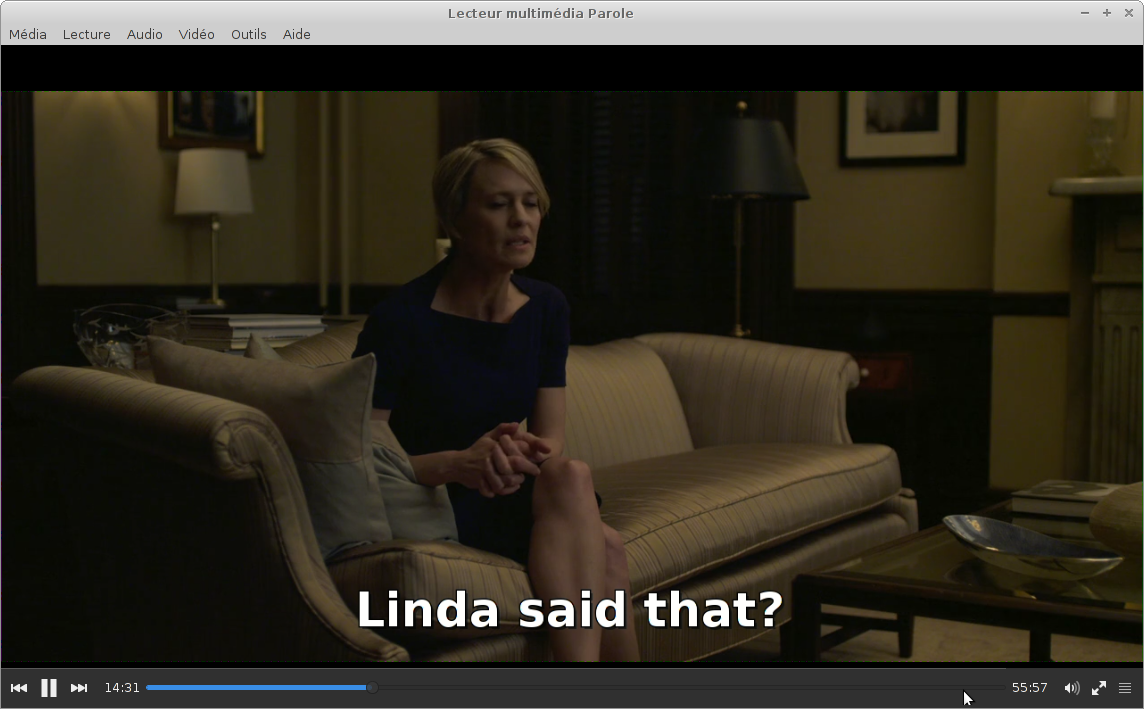 Lecteur multimédia Parole
Média Lecture Audio Vidéo Outils Aide
Linda said that?
14:31 55:57